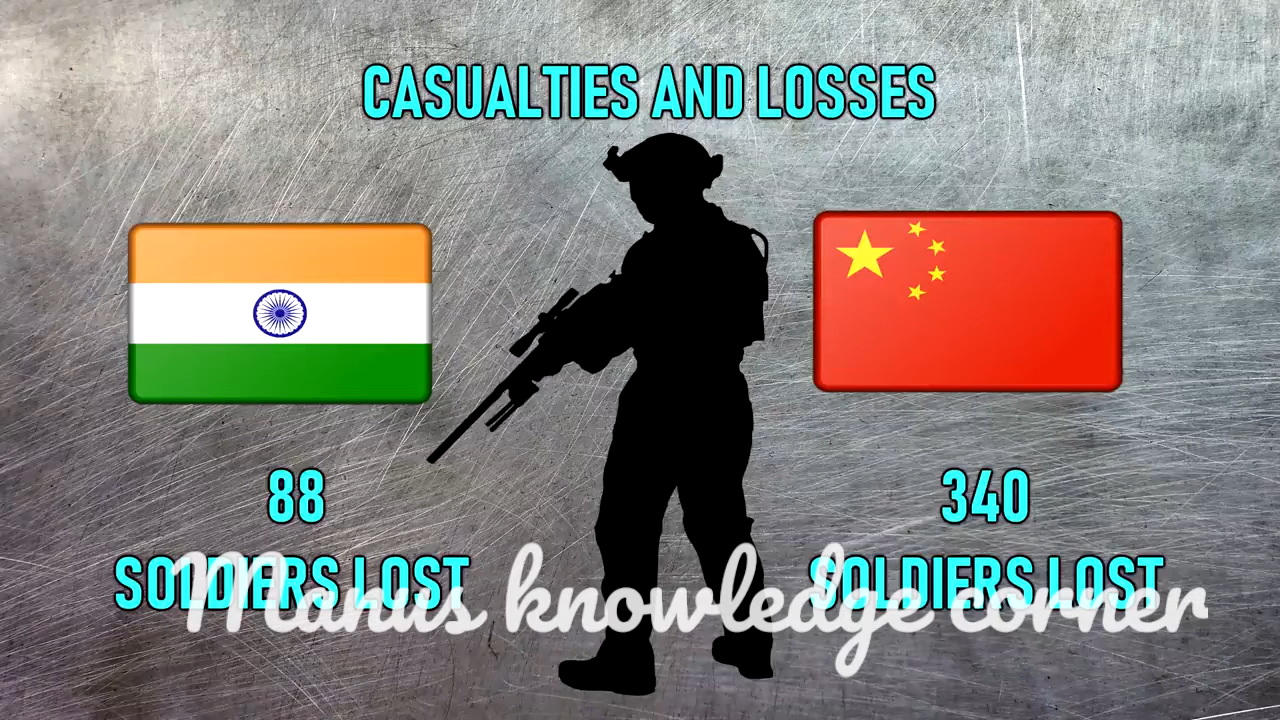 CASUALTIES AND LOSSES
88
340
SOLDIERS LOST
SOLDIERS LOST
Manus knowledge corner